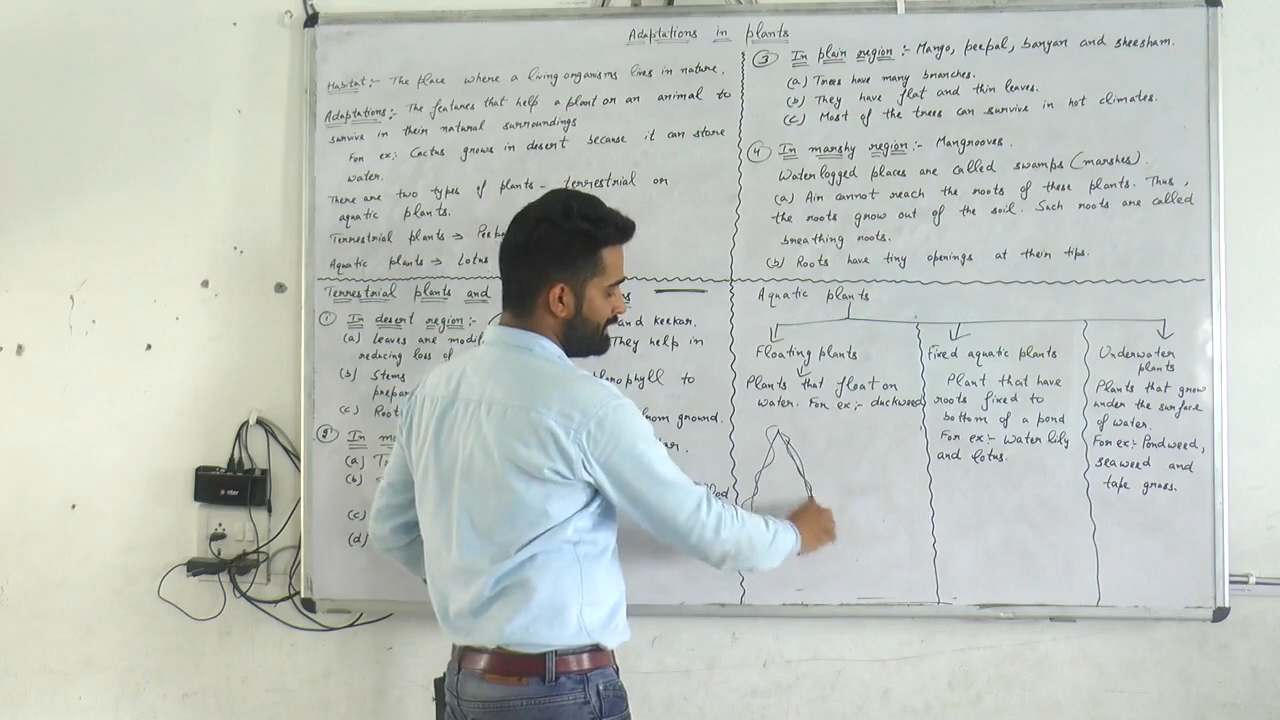 Adaptations in plants
Habitat :- The place where a living organisms lives in nature.
Adaptations :- The features that help a plant or an animal to
survive in their natural surroundings
For ex:- Cactus grows in desert because it can store
water.
There are two types of plants - terrestrial or
aquatic plants.
Terrestrial plants →
Aquatic plants → Lotus
Terrestrial plants and
① In desert region :- and keekar.
(a) Leaves are They help in
reducing loss of
(b) Stems to
(c) from ground.
② In
(a)
(b)
(c)
(d)
③ In plain region :- Mango, peepal, banyan and sheesham.
(a) Trees have many branches.
(b) They have flat and thin leaves.
(c) Most of the trees can survive in hot climates.
④ In marshy region :- Mangrooves.
Waterlogged places are called swamps (marshes).
(a) Air cannot reach the roots of these plants. Thus,
the roots grow out of the soil. Such roots are called
breathing roots.
(b) Roots have tiny openings at their tips.
Aquatic plants
Floating plants
Plants that float on
water. For ex:- duckweed
Fixed aquatic plants
Plant that have
roots fixed to
bottom of a pond
For ex:- Water lily
and lotus.
Underwater
plants
Plants that grow
under the surface
of water.
For ex:- Pondweed,
seaweed and
tape grass.